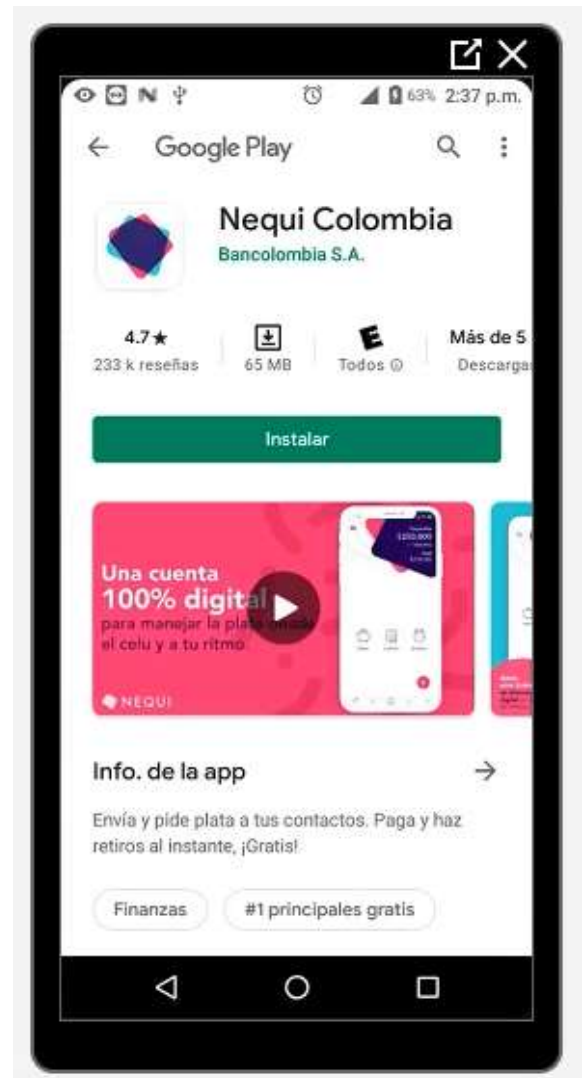 63% 2:37 p.m.
Google Play
Nequi Colombia
Bancolombia S.A.
4.7★
233 k reseñas
65 MB
E
Todos
Más de 5
Descarga
Instalar
Una cuenta
100% digital
para manejar la plata desde
el celu y a tu ritmo
NEQUI
Info. de la app
Envía y pide plata a tus contactos. Paga y haz
retiros al instante, ¡Gratis!
Finanzas
#1 principales gratis